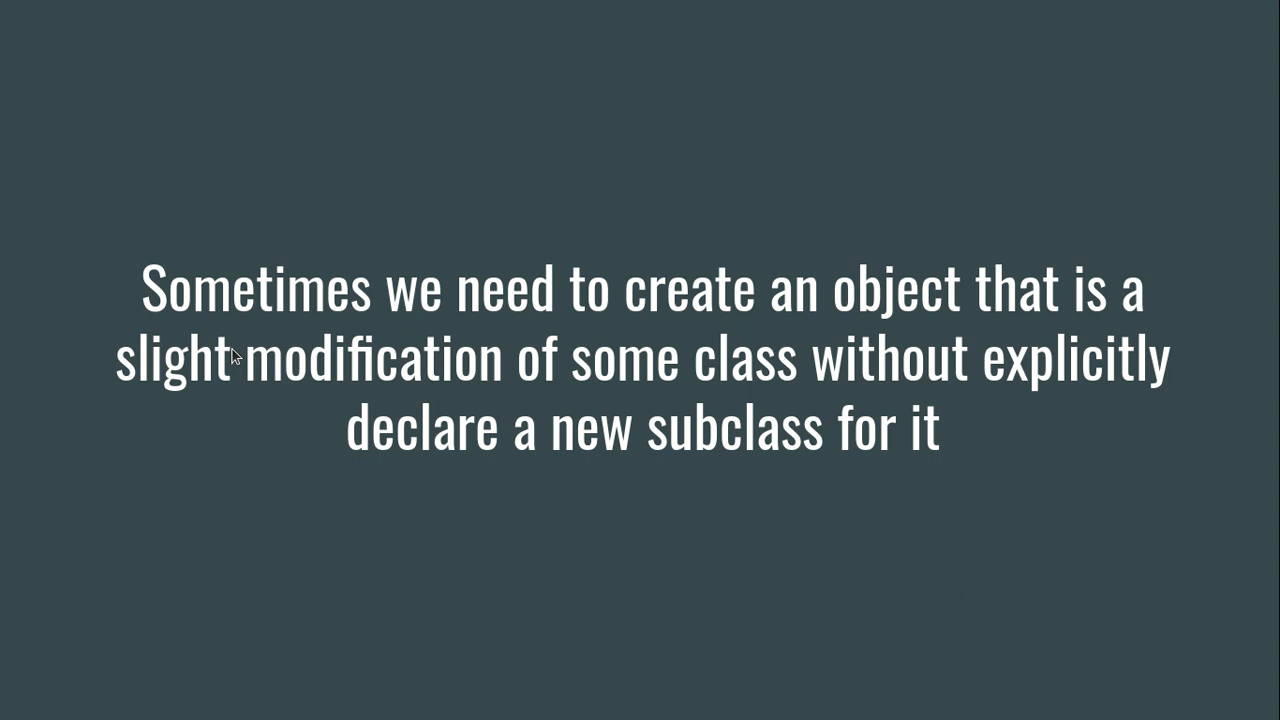 Sometimes we need to create an object that is a
slight modification of some class without explicitly
declare a new subclass for it